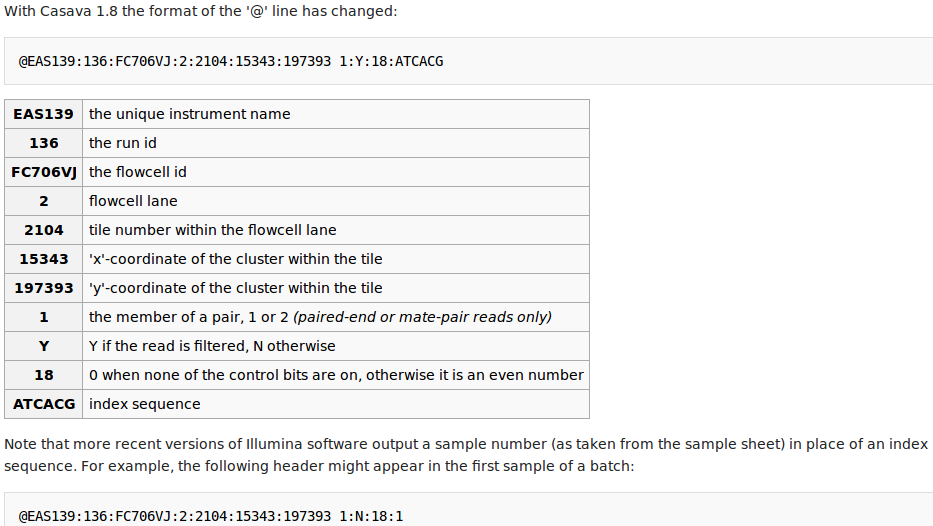 With Casava 1.8 the format of the '@' line has changed:
@EAS139:136:FC706VJ:2:2104:15343:197393 1:Y:18:ATCACG
EAS139 the unique instrument name
136 the run id
FC706VJ the flowcell id
2 flowcell lane
2104 tile number within the flowcell lane
15343 'x'-coordinate of the cluster within the tile
197393 'y'-coordinate of the cluster within the tile
1 the member of a pair, 1 or 2 (paired-end or mate-pair reads only)
Y Y if the read is filtered, N otherwise
18 0 when none of the control bits are on, otherwise it is an even number
ATCACG index sequence
Note that more recent versions of Illumina software output a sample number (as taken from the sample sheet) in place of an index
sequence. For example, the following header might appear in the first sample of a batch:
@EAS139:136:FC706VJ:2:2104:15343:197393 1:N:18:1